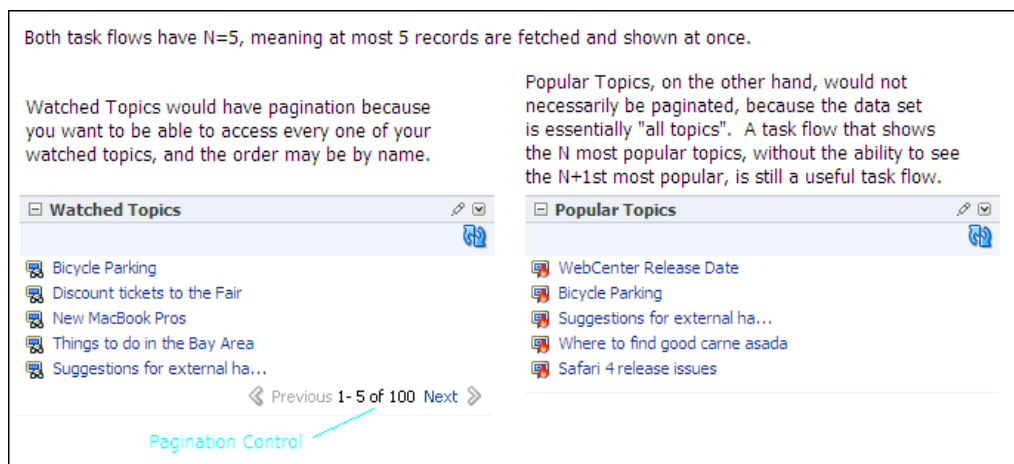 Both task flows have N=5, meaning at most 5 records are fetched and shown at once.
Watched Topics would have pagination because
you want to be able to access every one of your
watched topics, and the order may be by name.
Popular Topics, on the other hand, would not
necessarily be paginated, because the data set
is essentially "all topics". A task flow that shows
the N most popular topics, without the ability to see
the N+1st most popular, is still a useful task flow.
Watched Topics
Bicycle Parking
Discount tickets to the Fair
New MacBook Pros
Things to do in the Bay Area
Suggestions for external ha...
Previous 1- 5 of 100 Next
Pagination Control
Popular Topics
WebCenter Release Date
Bicycle Parking
Suggestions for external ha...
Where to find good carne asada
Safari 4 release issues